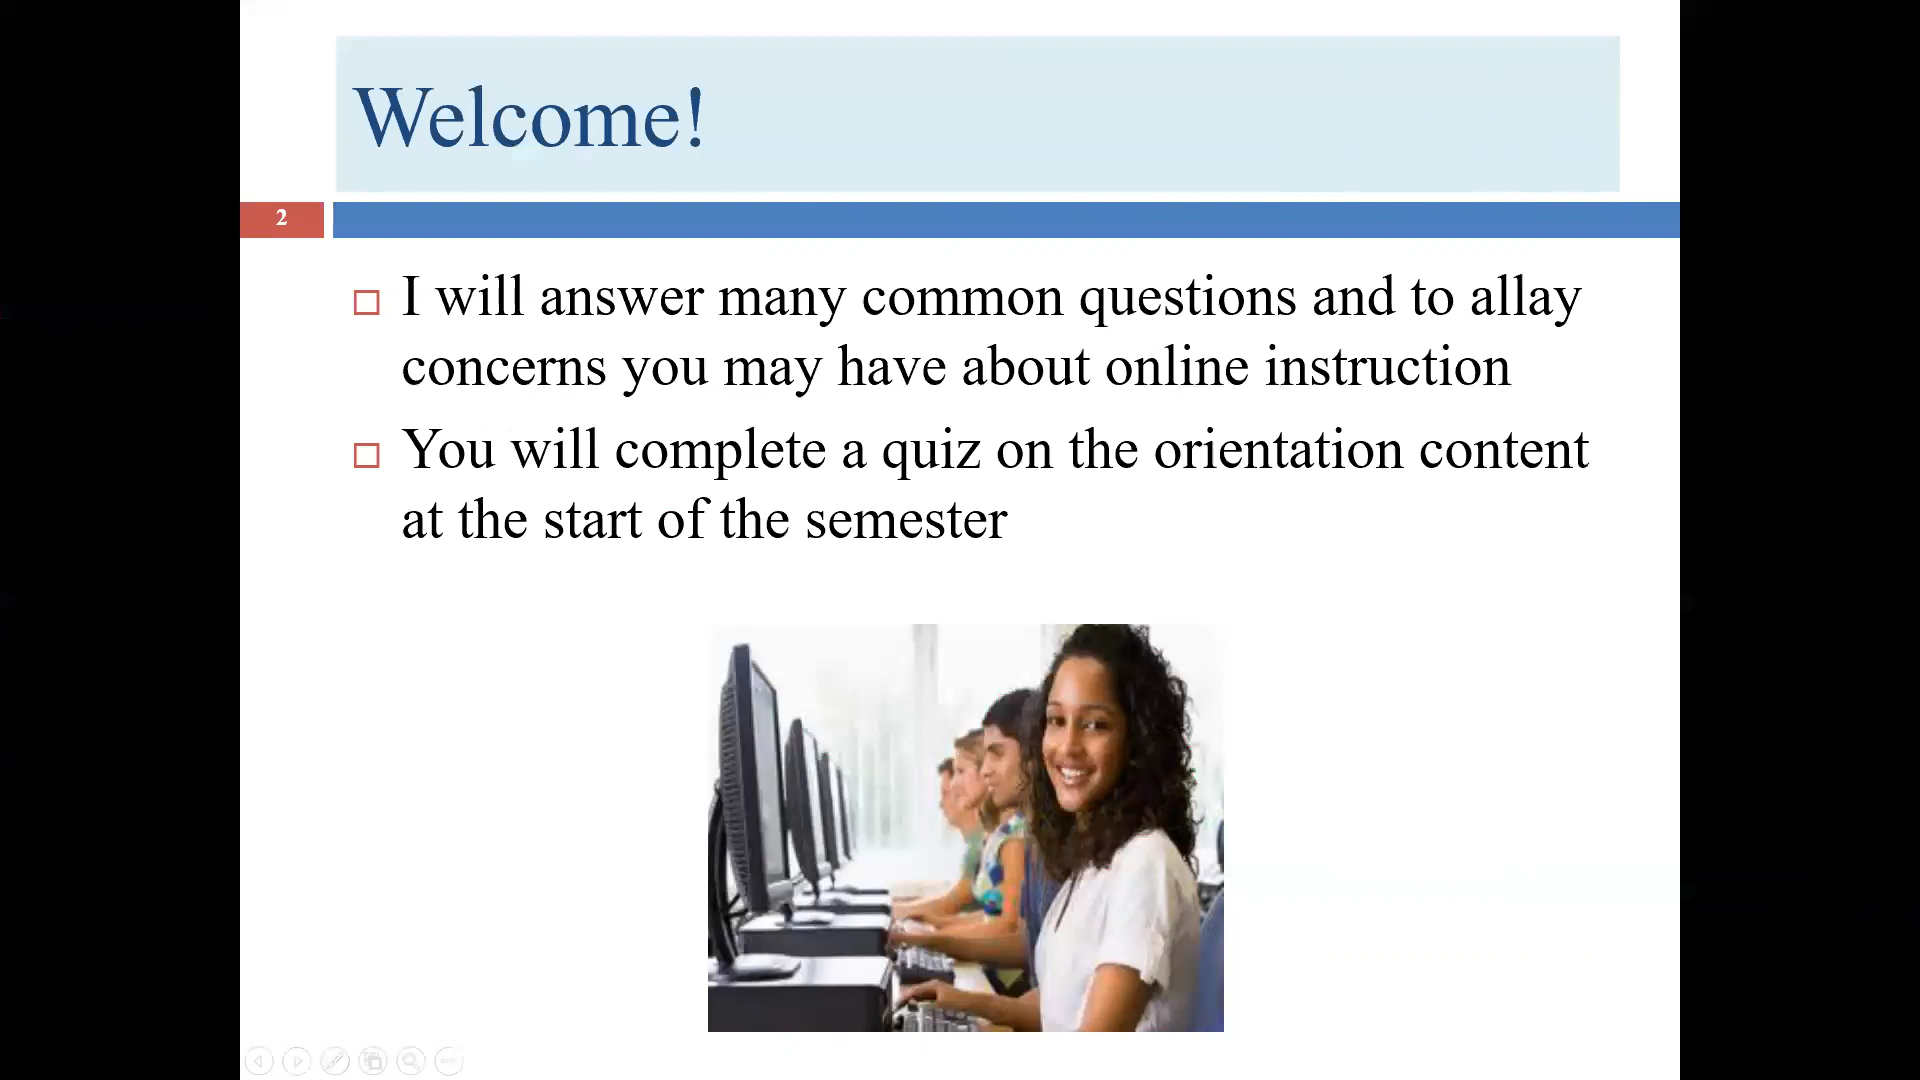 Welcome!
2
I will answer many common questions and to allay
concerns you may have about online instruction
You will complete a quiz on the orientation content
at the start of the semester